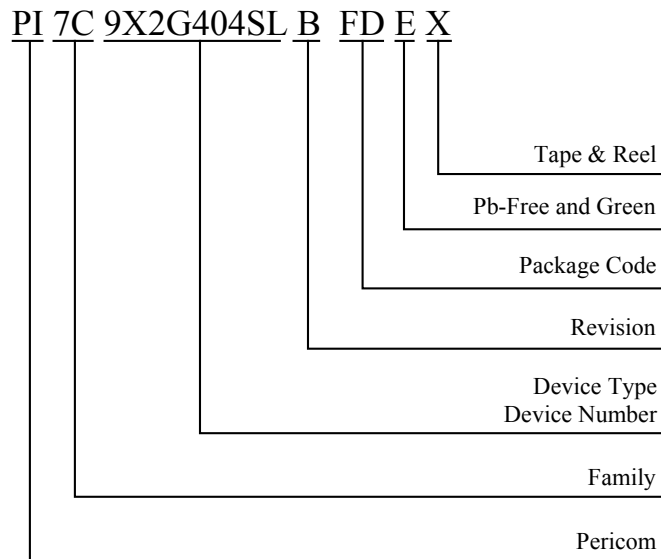 PI 7C 9X2G404SL B FD E X
Tape & Reel
Pb-Free and Green
Package Code
Revision
Device Type
Device Number
Family
Pericom